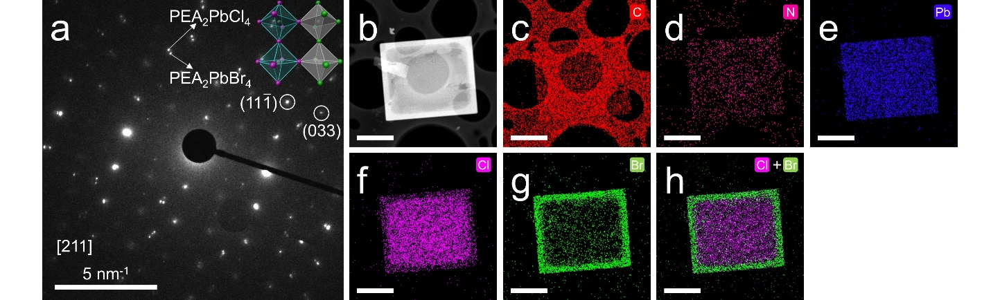 a
PEA₂PbCl₄
PEA₂PbBr₄
(111̄)
(033)
[211]
5 nm⁻¹
b
c
C
d
N
e
Pb
f
Cl
g
Br
h
Cl + Br